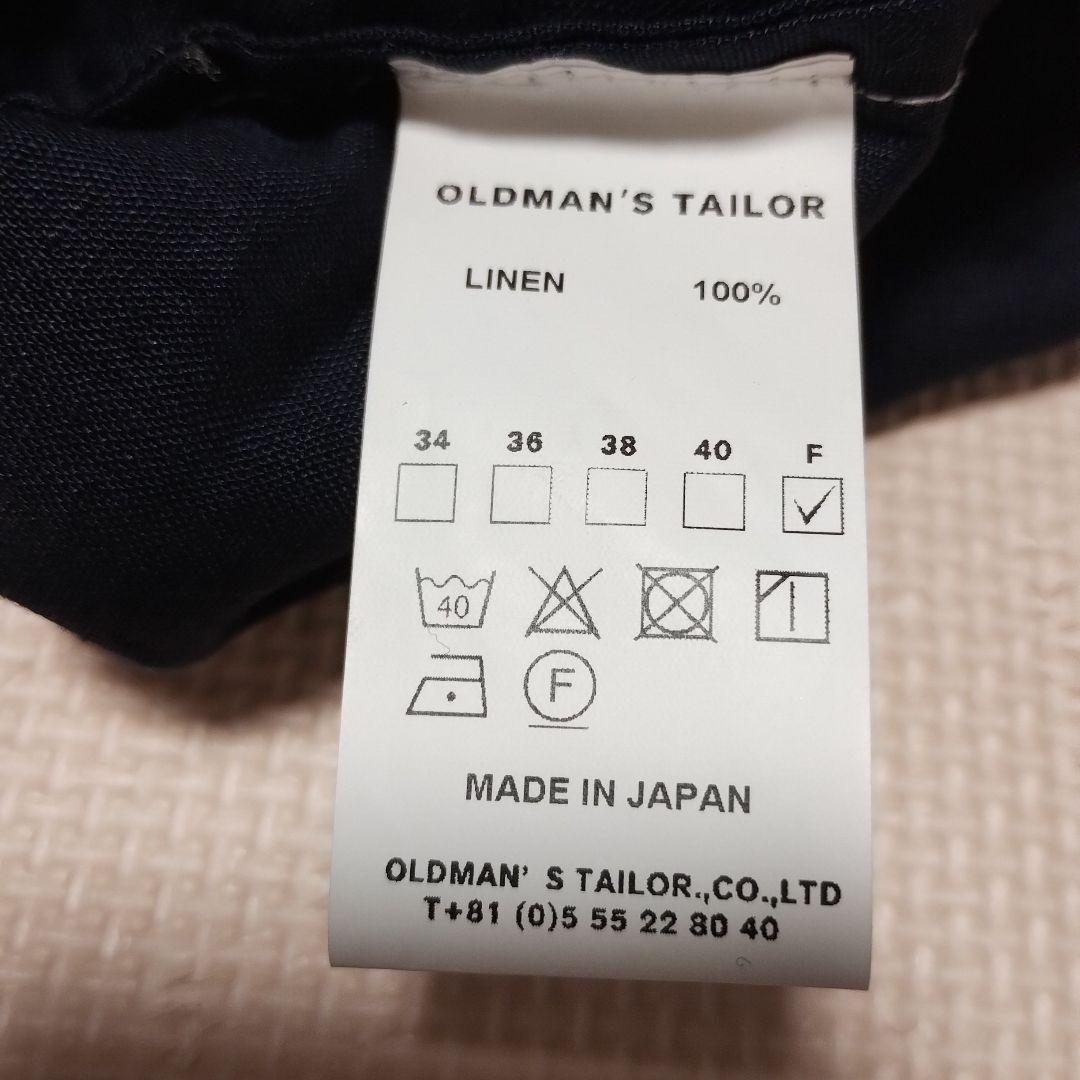 OLDMAN'S TAILOR
LINEN 100%
34 36 38 40 F
40
F
MADE IN JAPAN
OLDMAN' S TAILOR.,CO.,LTD
T+81 (0)5 55 22 80 40